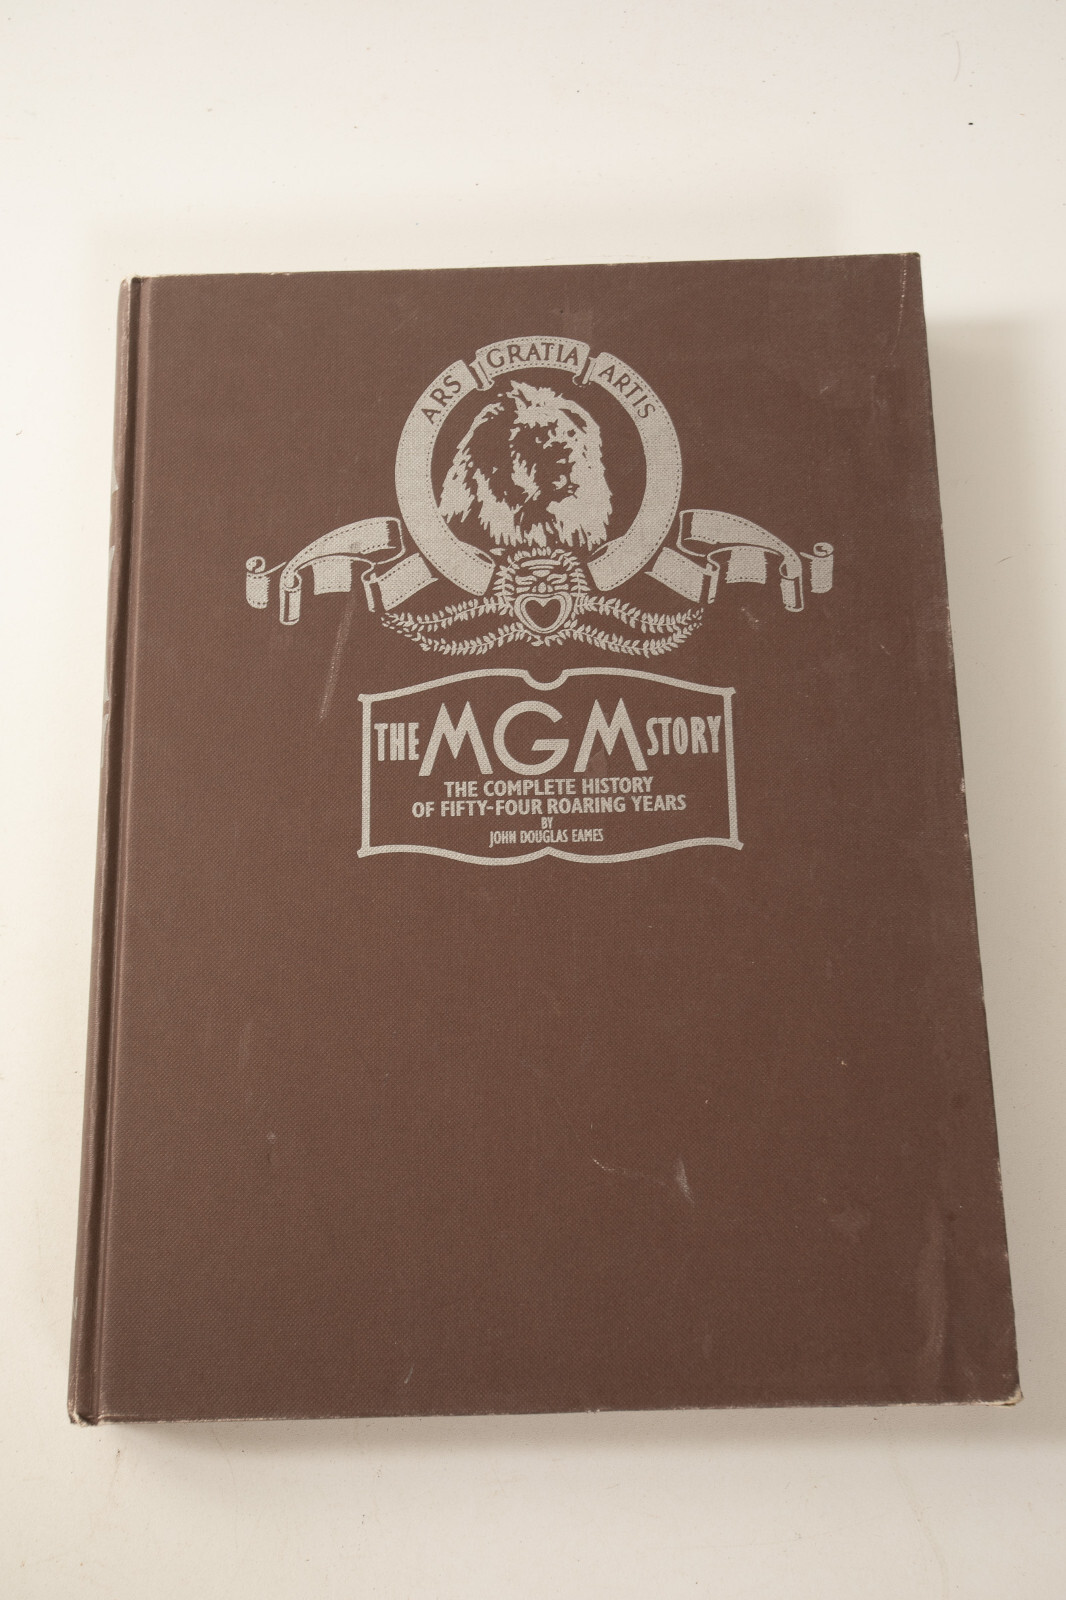 ARS GRATIA ARTIS
THE MGM STORY
THE COMPLETE HISTORY
OF FIFTY-FOUR ROARING YEARS
BY
JOHN DOUGLAS EAMES